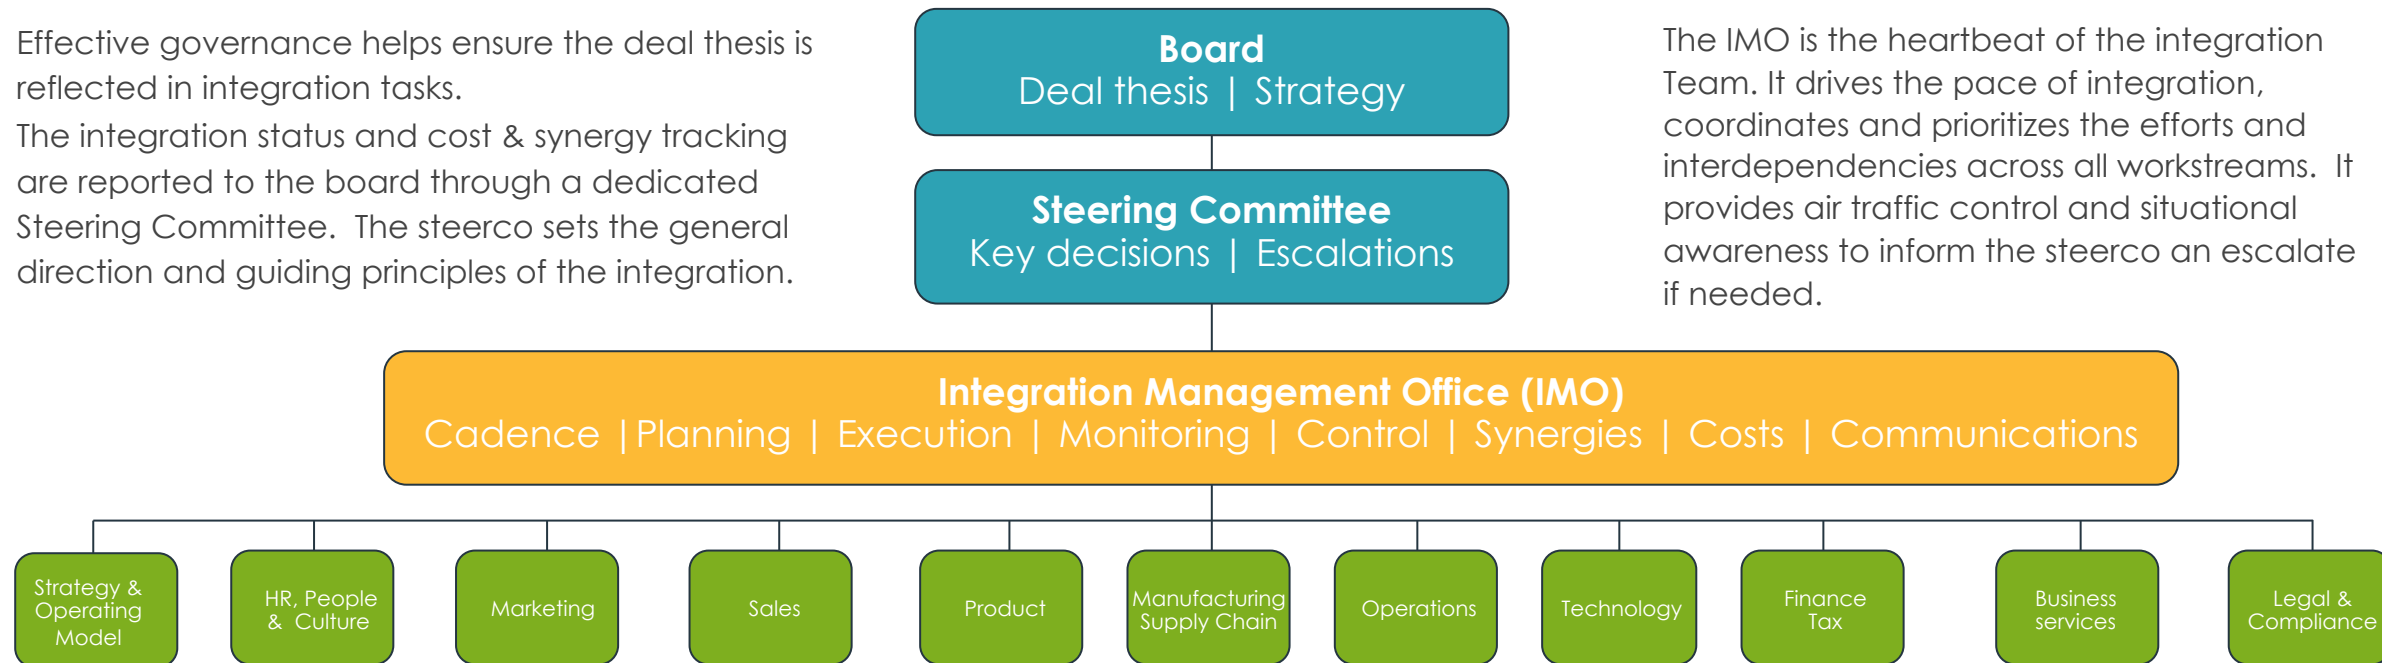 Effective governance helps ensure the deal thesis is
reflected in integration tasks.
The integration status and cost & synergy tracking
are reported to the board through a dedicated
Steering Committee.  The steerco sets the general
direction and guiding principles of the integration.
Board
Deal thesis | Strategy
Steering Committee
Key decisions | Escalations
The IMO is the heartbeat of the integration
Team. It drives the pace of integration,
coordinates and prioritizes the efforts and
interdependencies across all workstreams.  It
provides air traffic control and situational
awareness to inform the steerco an escalate
if needed.
Integration Management Office (IMO)
Cadence |Planning | Execution | Monitoring | Control | Synergies | Costs | Communications
Strategy &
Operating
Model
HR, People
&  Culture
Marketing
Sales
Product
Manufacturing
Supply Chain
Operations
Technology
Finance
Tax
Business
services
Legal &
Compliance